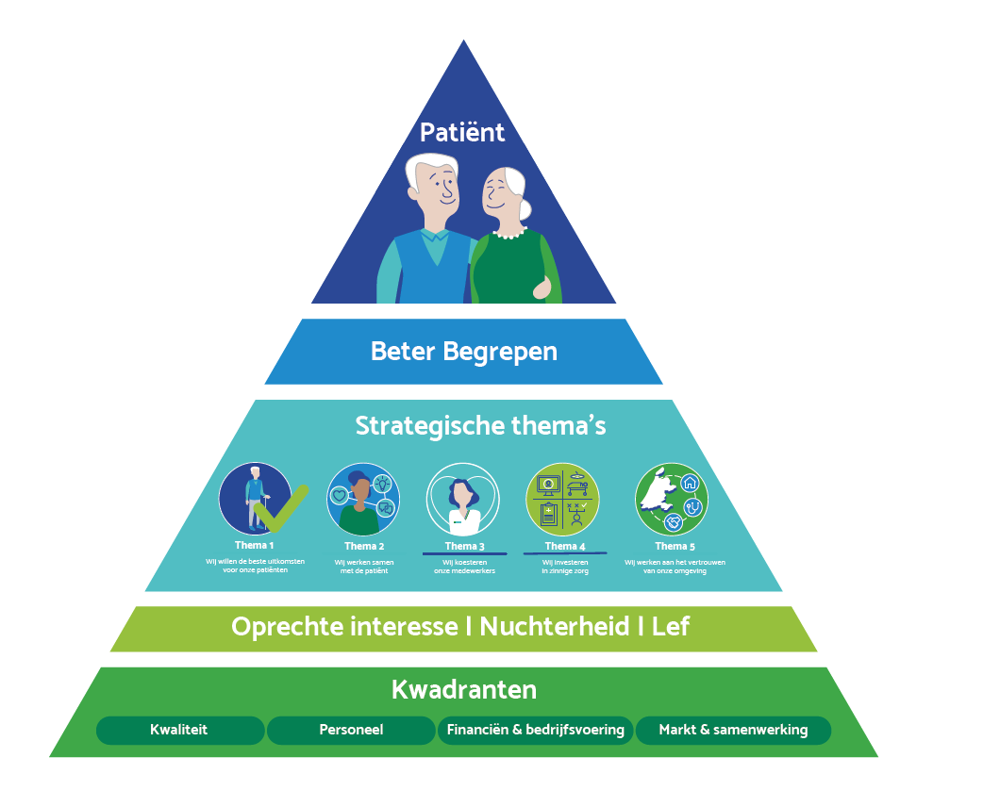 Patiënt
Beter Begrepen
Strategische thema's
Thema 1
Wij willen de beste uitkomsten
voor onze patiënten
Thema 2
Wij werken samen
met de patiënt
Thema 3
Wij koesteren
onze medewerkers
Thema 4
Wij investeren
in zinnige zorg
Thema 5
Wij werken aan het vertrouwen
van onze omgeving
Oprechte interesse | Nuchterheid | Lef
Kwadranten
Kwaliteit
Personeel
Financiën & bedrijfsvoering
Markt & samenwerking